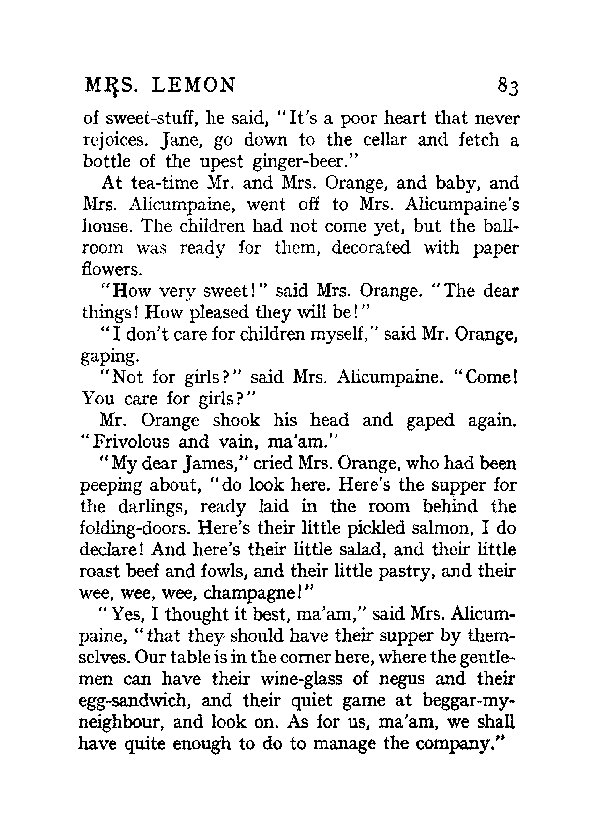 MRS. LEMON 83
of sweet-stuff, he said, "It's a poor heart that never
rejoices. Jane, go down to the cellar and fetch a
bottle of the upest ginger-beer."
At tea-time Mr. and Mrs. Orange, and baby, and
Mrs. Alicumpaine, went off to Mrs. Alicumpaine's
house. The children had not come yet, but the ball-
room was ready for them, decorated with paper
flowers.
"How very sweet!" said Mrs. Orange. "The dear
things! How pleased they will be!"
"I don't care for children myself," said Mr. Orange,
gaping.
"Not for girls?" said Mrs. Alicumpaine. "Come!
You care for girls?"
Mr. Orange shook his head and gaped again.
"Frivolous and vain, ma'am."
"My dear James," cried Mrs. Orange, who had been
peeping about, "do look here. Here's the supper for
the darlings, ready laid in the room behind the
folding-doors. Here's their little pickled salmon, I do
declare! And here's their little salad, and their little
roast beef and fowls, and their little pastry, and their
wee, wee, wee, champagne!"
"Yes, I thought it best, ma'am," said Mrs. Alicum-
paine, "that they should have their supper by them-
selves. Our table is in the corner here, where the gentle-
men can have their wine-glass of negus and their
egg-sandwich, and their quiet game at beggar-my-
neighbour, and look on. As for us, ma'am, we shall
have quite enough to do to manage the company."